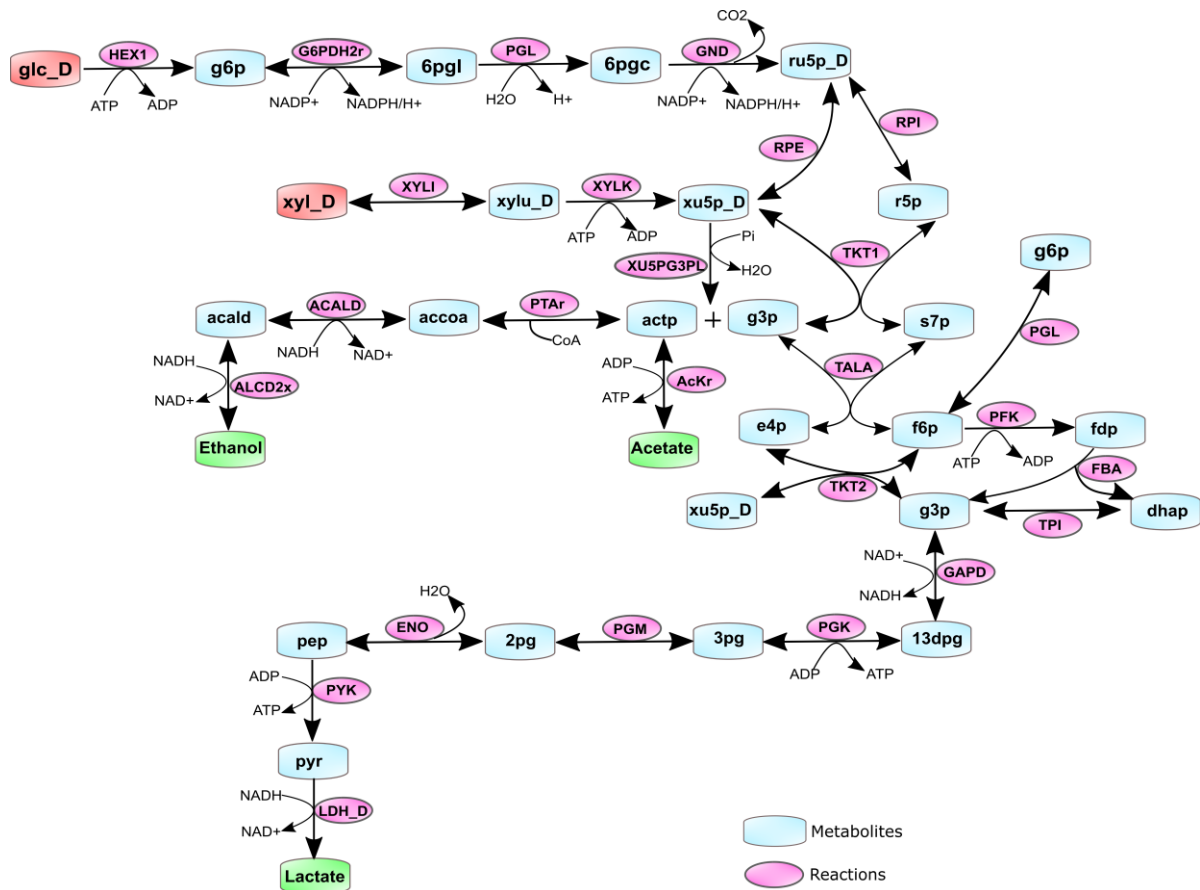 CO2
HEX1 G6PDH2r PGL GND
glc_D g6p 6pgl 6pgc ru5p_D
ATP ADP NADP+ NADPH/H+ H2O H+ NADP+ NADPH/H+
RPI
RPE
XYLI XYLK
xyl_D xylu_D xu5p_D r5p
ATP ADP Pi
TKT1 g6p
XU5PG3PL H2O
ACALD PTAr
acald accoa actp + g3p s7p
NADH NAD+ CoA PGL
NADH ADP TALA
ALCD2x AcKr
NAD+ ATP
PFK
e4p f6p fdp
Ethanol Acetate ATP ADP
FBA
TKT2
xu5p_D g3p dhap
TPI
NAD+
GAPD
NADH
H2O
ENO PGM PGK
pep 2pg 3pg 13dpg
ADP ADP ATP
PYK
ATP
pyr
NADH
LDH_D
NAD+
Metabolites
Lactate Reactions